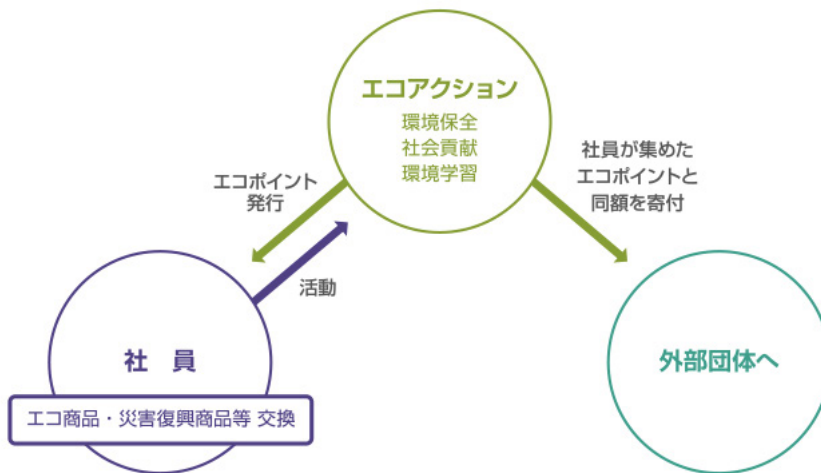 エコアクション
環境保全
社会貢献
環境学習
エコポイント
発行
社員が集めた
エコポイントと
同額を寄付
活動
社　員
エコ商品・災害復興商品等 交換
外部団体へ